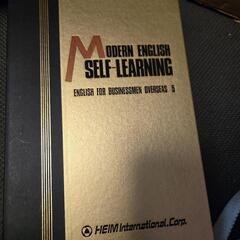 MODERN ENGLISH
SELF-LEARNING
ENGLISH FOR BUSINESSMEN OVERSEAS 5
HEIM International. Corp.